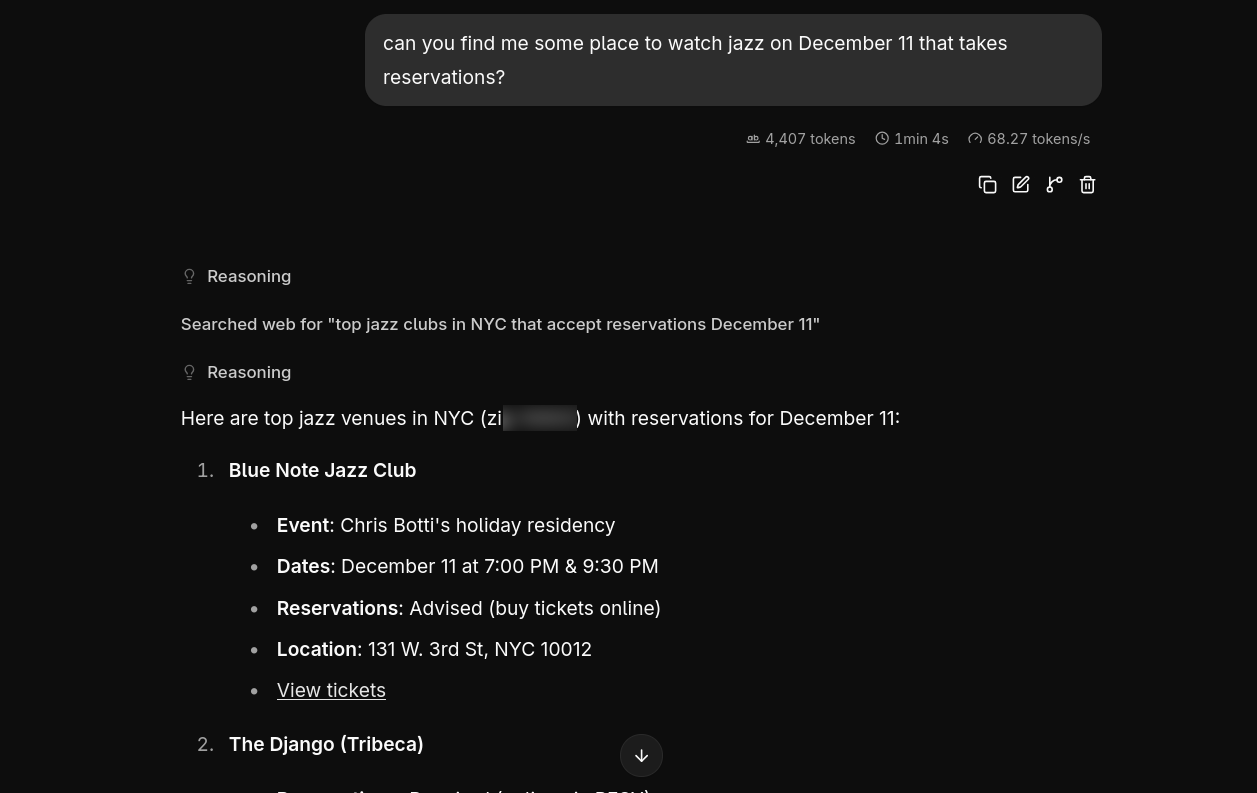 can you find me some place to watch jazz on December 11 that takes
reservations?
4,407 tokens 1min 4s 68.27 tokens/s
Reasoning
Searched web for "top jazz clubs in NYC that accept reservations December 11"
Reasoning
Here are top jazz venues in NYC (zi ) with reservations for December 11:
1. Blue Note Jazz Club
• Event: Chris Botti's holiday residency
• Dates: December 11 at 7:00 PM & 9:30 PM
• Reservations: Advised (buy tickets online)
• Location: 131 W. 3rd St, NYC 10012
• View tickets
2. The Django (Tribeca)